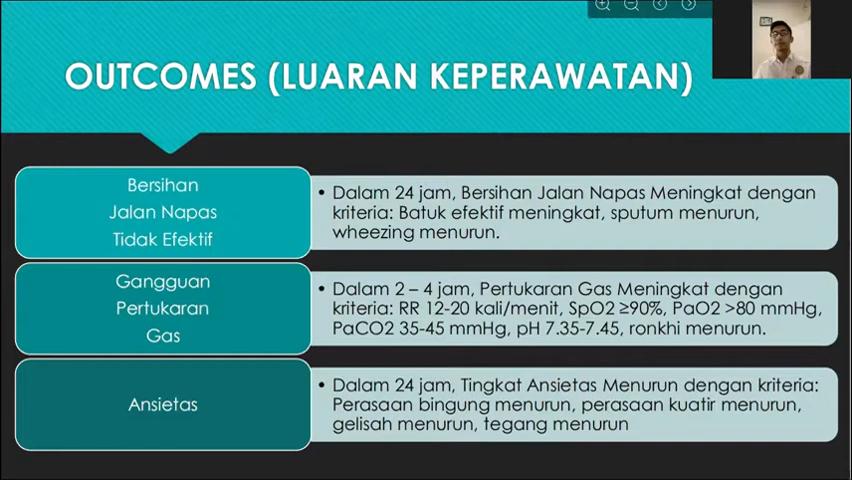 OUTCOMES (LUARAN KEPERAWATAN)
Bersihan
Jalan Napas
Tidak Efektif
• Dalam 24 jam, Bersihan Jalan Napas Meningkat dengan
kriteria: Batuk efektif meningkat, sputum menurun,
wheezing menurun.
Gangguan
Pertukaran
Gas
• Dalam 2 – 4 jam, Pertukaran Gas Meningkat dengan
kriteria: RR 12-20 kali/menit, SpO2 ≥90%, PaO2 >80 mmHg,
PaCO2 35-45 mmHg, pH 7.35-7.45, ronkhi menurun.
Ansietas
• Dalam 24 jam, Tingkat Ansietas Menurun dengan kriteria:
Perasaan bingung menurun, perasaan kuatir menurun,
gelisah menurun, tegang menurun